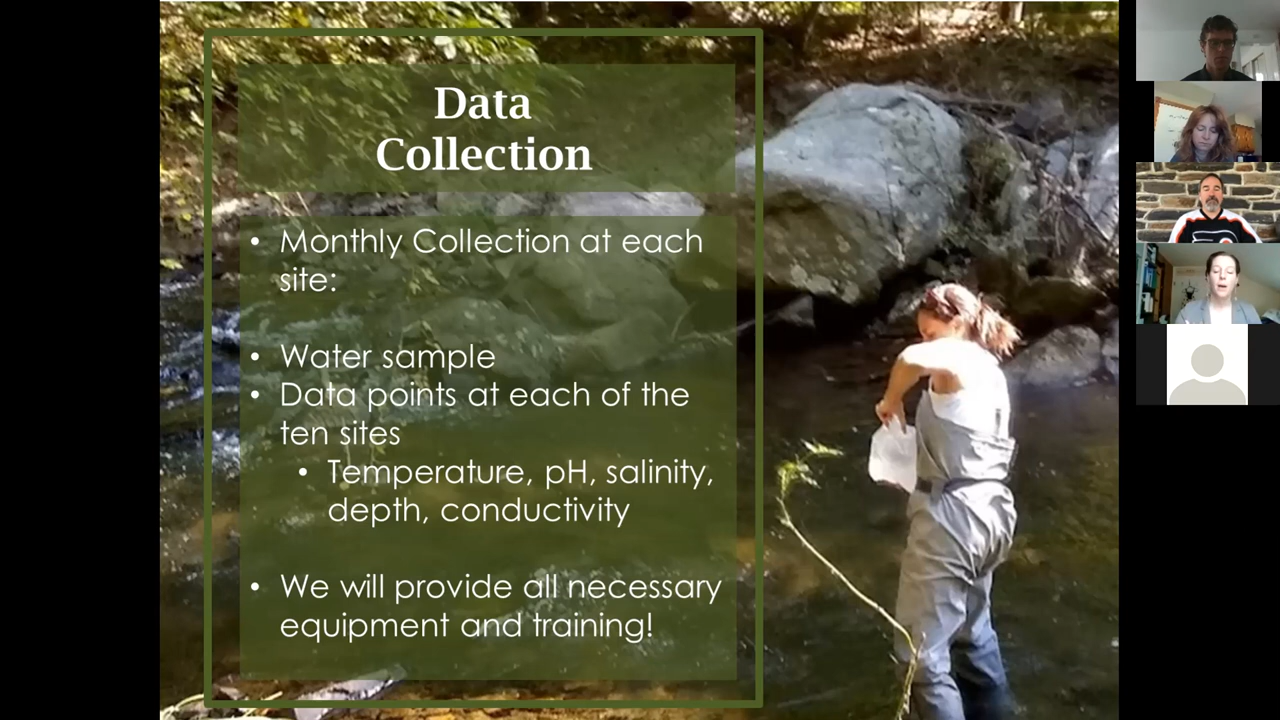 Data
Collection
• Monthly Collection at each
site:
• Water sample
• Data points at each of the
ten sites
• Temperature, pH, salinity,
depth, conductivity
• We will provide all necessary
equipment and training!